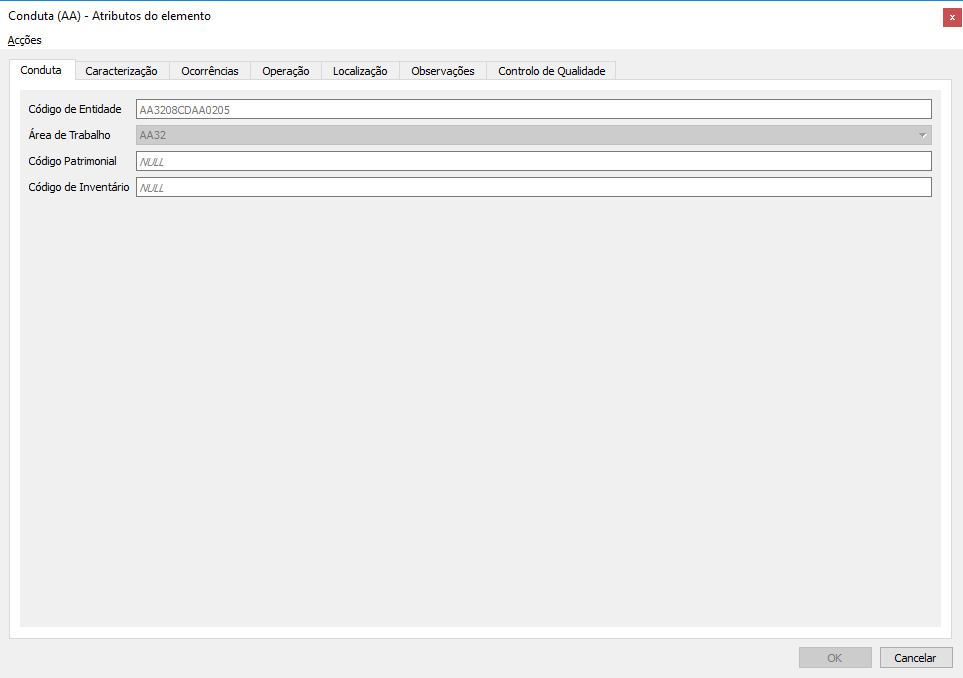 Conduta (AA) - Atributos do elemento
x
Acções
Conduta Caracterização Ocorrências Operação Localização Observações Controlo de Qualidade
Código de Entidade AA3208CDAA0205
Área de Trabalho AA32
Código Patrimonial NULL
Código de Inventário NULL
OK Cancelar